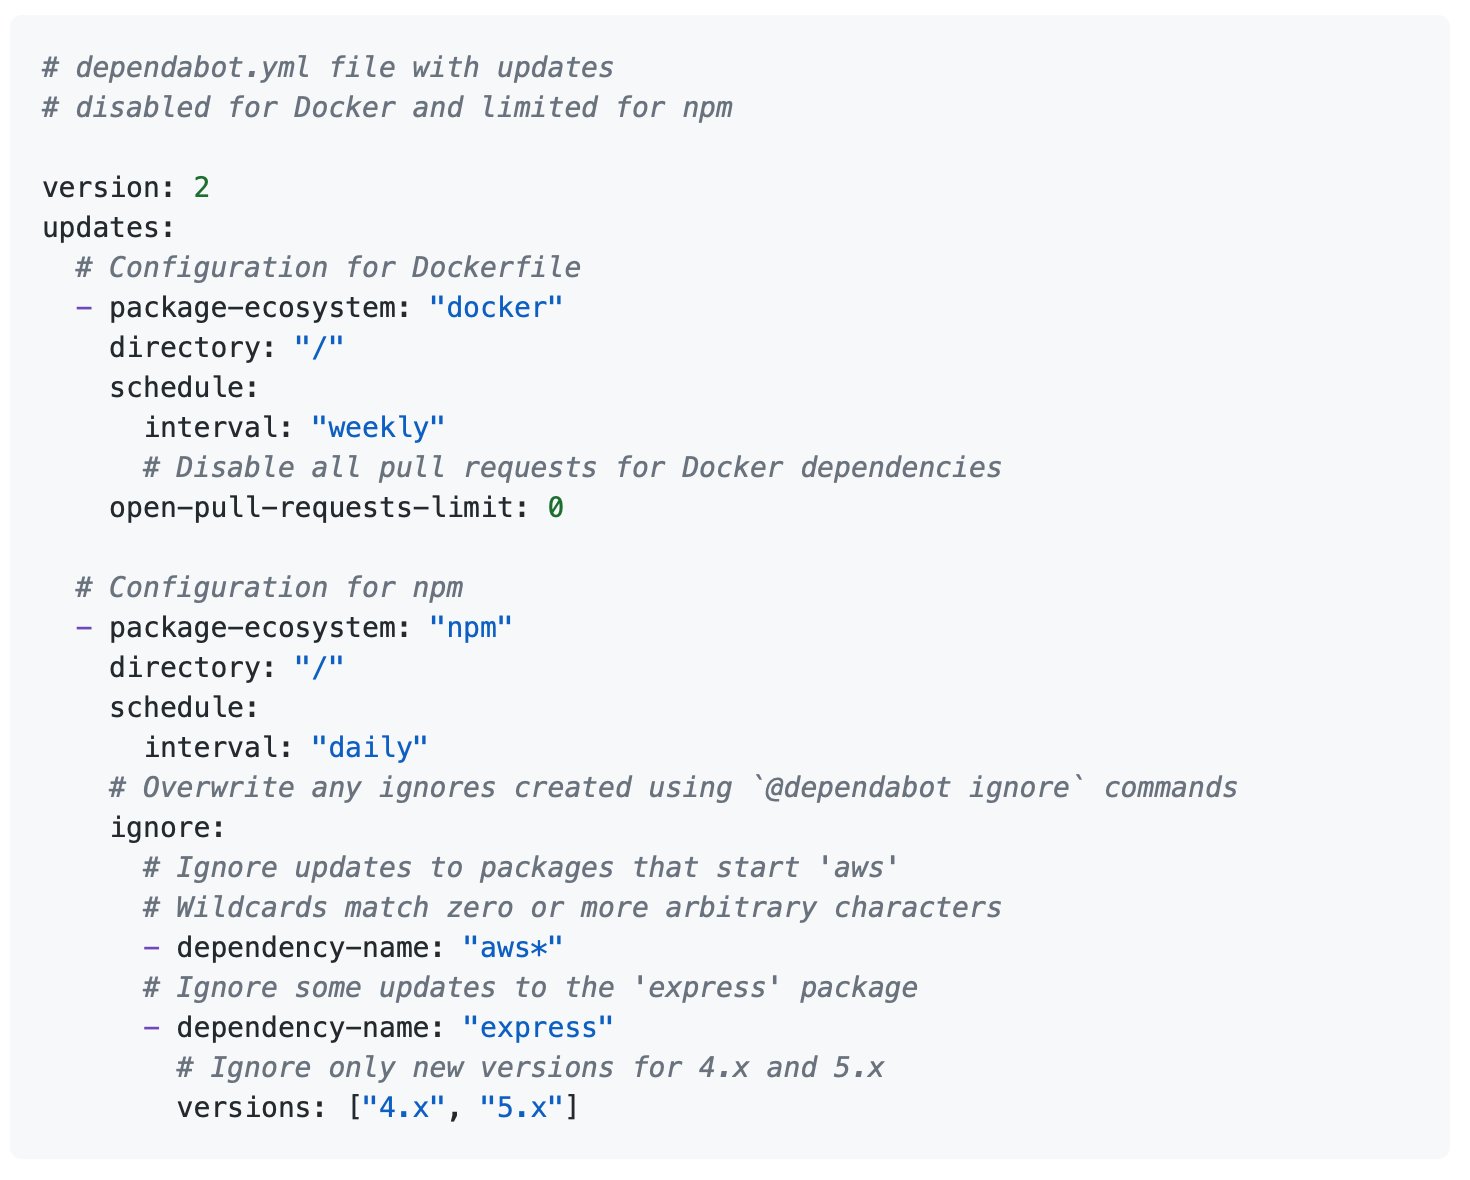 # dependabot.yml file with updates
# disabled for Docker and limited for npm

version: 2
updates:
  # Configuration for Dockerfile
  - package-ecosystem: "docker"
    directory: "/"
    schedule:
      interval: "weekly"
      # Disable all pull requests for Docker dependencies
    open-pull-requests-limit: 0

  # Configuration for npm
  - package-ecosystem: "npm"
    directory: "/"
    schedule:
      interval: "daily"
    # Overwrite any ignores created using `@dependabot ignore` commands
    ignore:
      # Ignore updates to packages that start 'aws'
      # Wildcards match zero or more arbitrary characters
      - dependency-name: "aws*"
      # Ignore some updates to the 'express' package
      - dependency-name: "express"
        # Ignore only new versions for 4.x and 5.x
        versions: ["4.x", "5.x"]